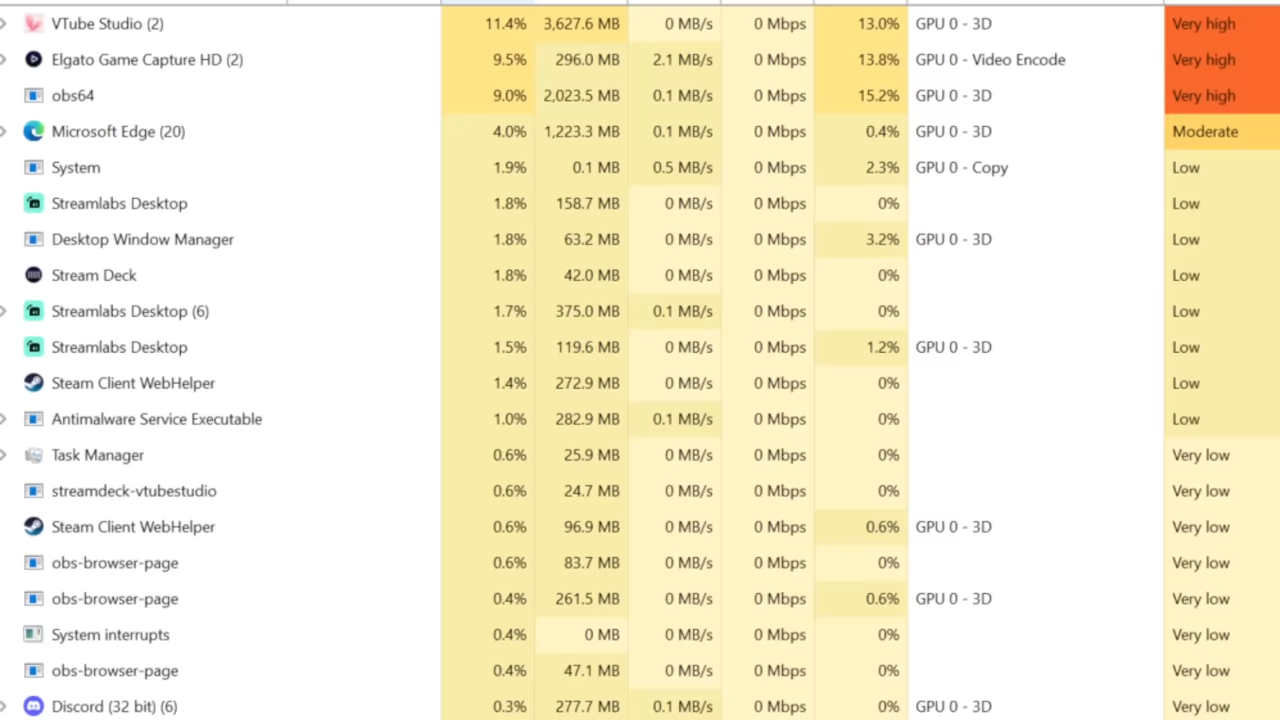 VTube Studio (2) 11.4% 3,627.6 MB 0 MB/s 0 Mbps 13.0% GPU 0 - 3D Very high
Elgato Game Capture HD (2) 9.5% 296.0 MB 2.1 MB/s 0 Mbps 13.8% GPU 0 - Video Encode Very high
obs64 9.0% 2,023.5 MB 0.1 MB/s 0 Mbps 15.2% GPU 0 - 3D Very high
Microsoft Edge (20) 4.0% 1,223.3 MB 0.1 MB/s 0 Mbps 0.4% GPU 0 - 3D Moderate
System 1.9% 0.1 MB 0.5 MB/s 0 Mbps 2.3% GPU 0 - Copy Low
Streamlabs Desktop 1.8% 158.7 MB 0 MB/s 0 Mbps 0% Low
Desktop Window Manager 1.8% 63.2 MB 0 MB/s 0 Mbps 3.2% GPU 0 - 3D Low
Stream Deck 1.8% 42.0 MB 0 MB/s 0 Mbps 0% Low
Streamlabs Desktop (6) 1.7% 375.0 MB 0.1 MB/s 0 Mbps 0% Low
Streamlabs Desktop 1.5% 119.6 MB 0 MB/s 0 Mbps 1.2% GPU 0 - 3D Low
Steam Client WebHelper 1.4% 272.9 MB 0 MB/s 0 Mbps 0% Low
Antimalware Service Executable 1.0% 282.9 MB 0.1 MB/s 0 Mbps 0% Low
Task Manager 0.6% 25.9 MB 0 MB/s 0 Mbps 0% Very low
streamdeck-vtubestudio 0.6% 24.7 MB 0 MB/s 0 Mbps 0% Very low
Steam Client WebHelper 0.6% 96.9 MB 0 MB/s 0 Mbps 0.6% GPU 0 - 3D Very low
obs-browser-page 0.6% 83.7 MB 0 MB/s 0 Mbps 0% Very low
obs-browser-page 0.4% 261.5 MB 0 MB/s 0 Mbps 0.6% GPU 0 - 3D Very low
System interrupts 0.4% 0 MB 0 MB/s 0 Mbps 0% Very low
obs-browser-page 0.4% 47.1 MB 0 MB/s 0 Mbps 0% Very low
Discord (32 bit) (6) 0.3% 277.7 MB 0.1 MB/s 0 Mbps 0% GPU 0 - 3D Very low